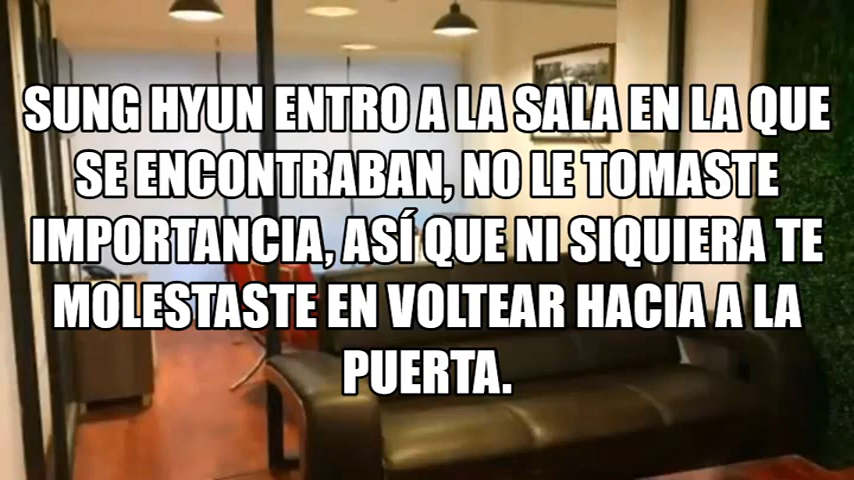 SUNG HYUN ENTRO A LA SALA EN LA QUE
SE ENCONTRABAN, NO LE TOMASTE
IMPORTANCIA, ASÍ QUE NI SIQUIERA TE
MOLESTASTE EN VOLTEAR HACIA A LA
PUERTA.